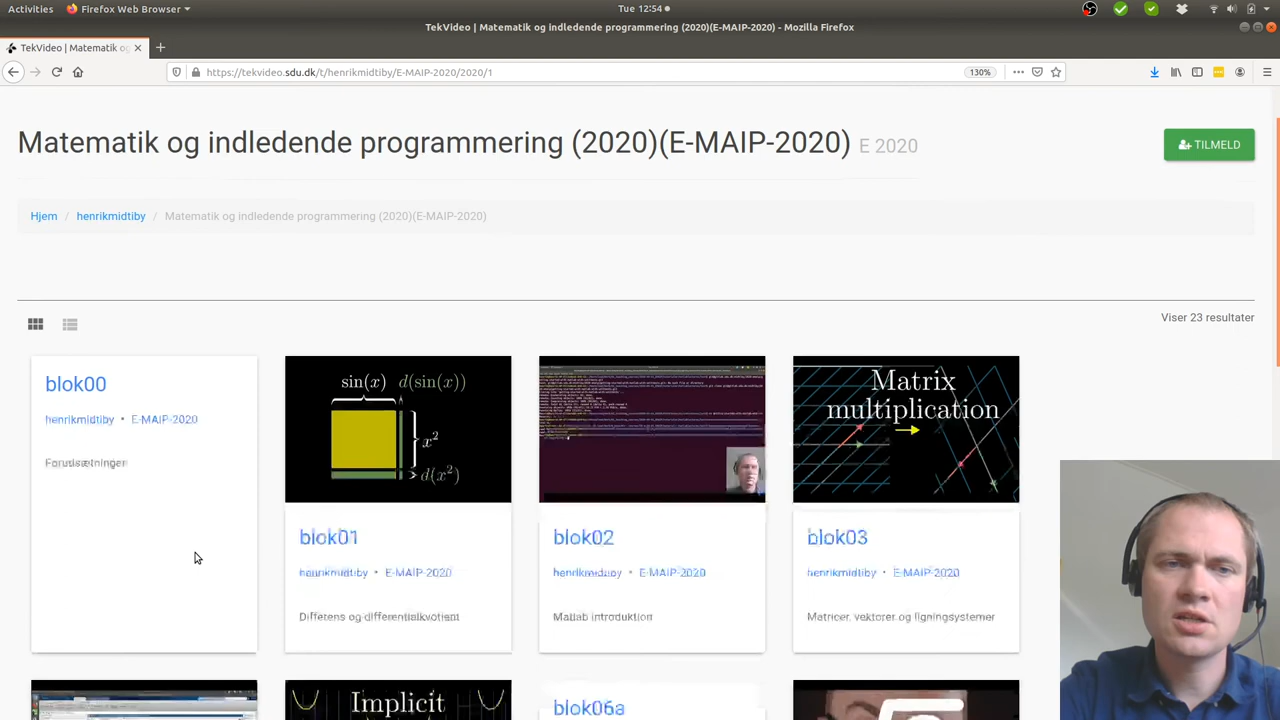 Activities Firefox Web Browser Tue 12:54
TekVideo | Matematik og indledende programmering (2020)(E-MAIP-2020) - Mozilla Firefox
TekVideo | Matematik og
https://tekvideo.sdu.dk/t/henrikmidtiby/E-MAIP-2020/2020/1 130%
Matematik og indledende programmering (2020)(E-MAIP-2020) E 2020
TILMELD
Hjem / henrikmidtiby / Matematik og indledende programmering (2020)(E-MAIP-2020)
Viser 23 resultater
blok00
henrikmidtiby • E-MAIP-2020
Forudsætninger
sin(x) d(sin(x))
x²
d(x²)
blok01
henrikmidtiby • E-MAIP-2020
Differens og differentialkvotient
blok02
henrikmidtiby • E-MAIP-2020
Matlab introduktion
Matrix
multiplication
blok03
henrikmidtiby • E-MAIP-2020
Matricer, vektorer og ligningsystemer
Implicit
blok06a